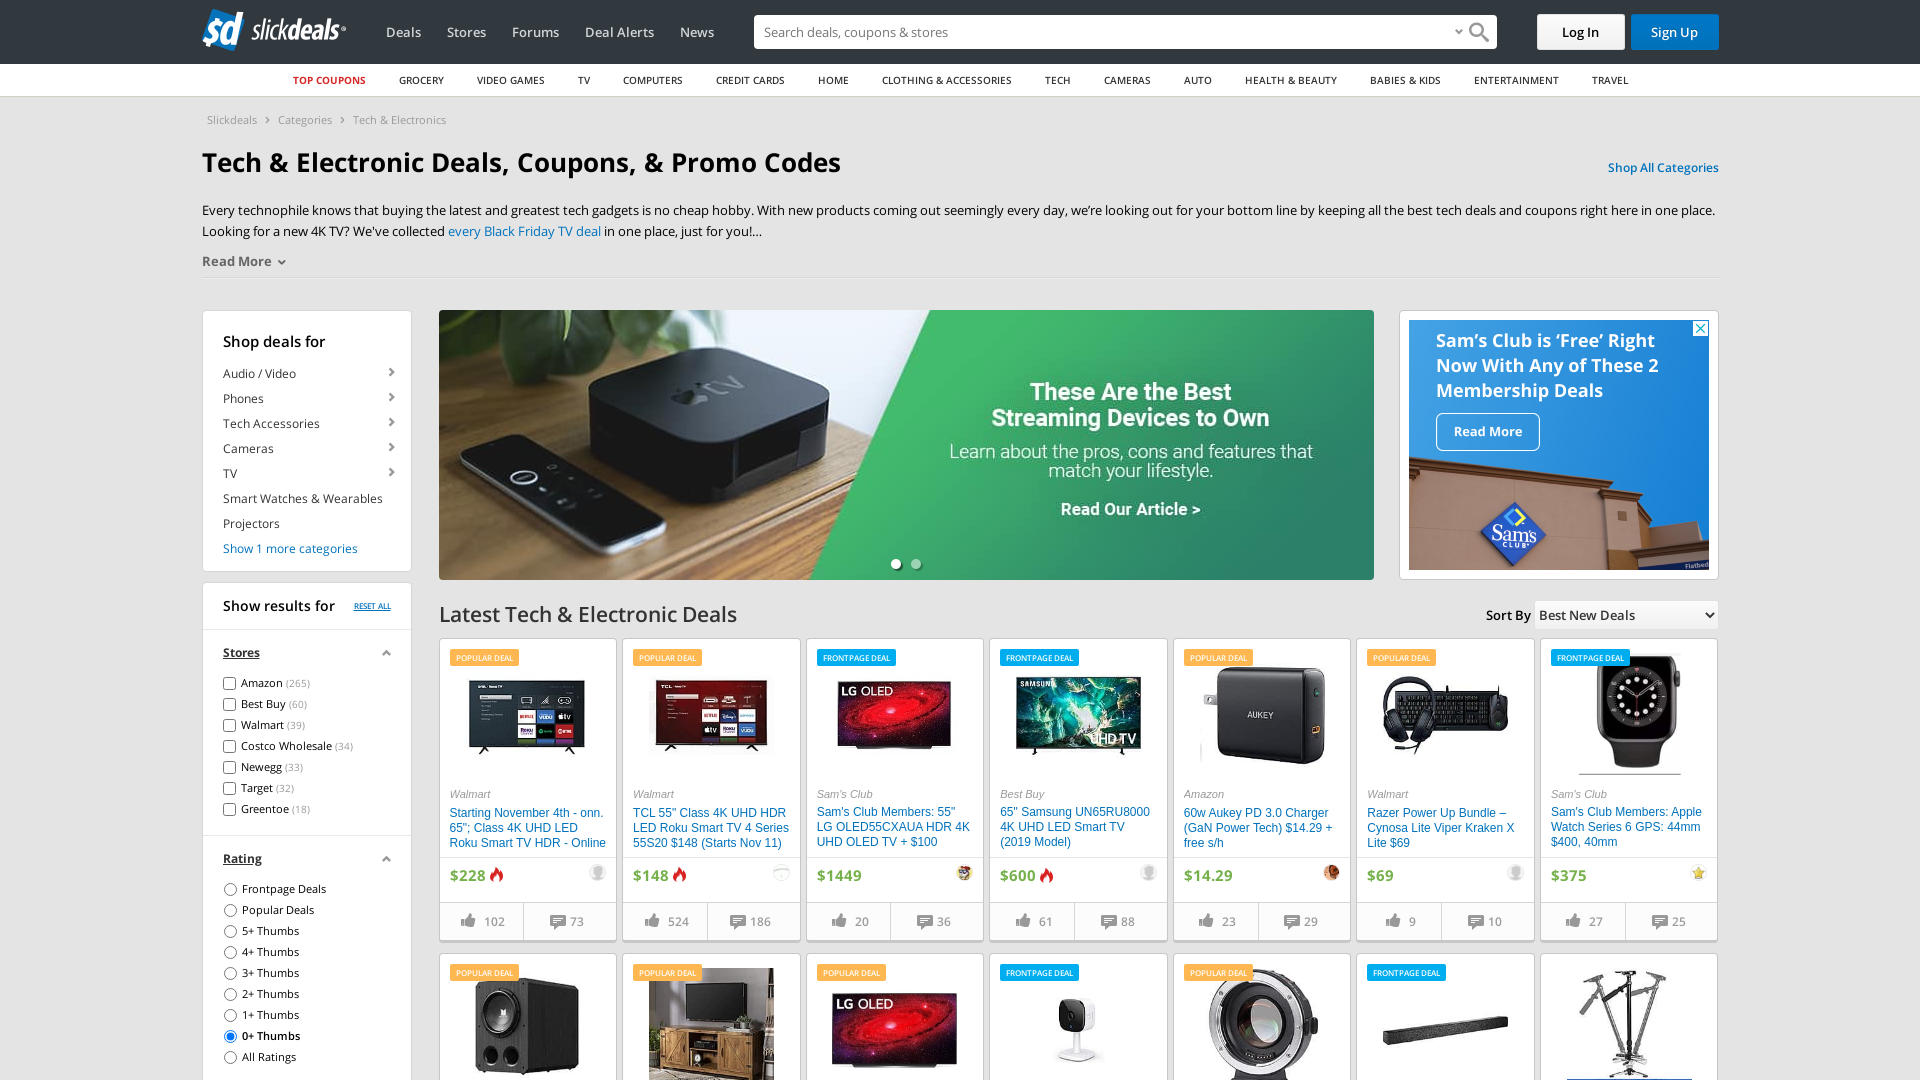 sd slickdeals
Deals
Stores
Forums
Deal Alerts
News
Search deals, coupons & stores
Log In
Sign Up
TOP COUPONS
GROCERY
VIDEO GAMES
TV
COMPUTERS
CREDIT CARDS
HOME
CLOTHING & ACCESSORIES
TECH
CAMERAS
AUTO
HEALTH & BEAUTY
BABIES & KIDS
ENTERTAINMENT
TRAVEL
Slickdeals
Categories
Tech & Electronics
Tech & Electronic Deals, Coupons, & Promo Codes
Shop All Categories
Every technophile knows that buying the latest and greatest tech gadgets is no cheap hobby. With new products coming out seemingly every day, we’re looking out for your bottom line by keeping all the best tech deals and coupons right here in one place.
Looking for a new 4K TV? We've collected every Black Friday TV deal in one place, just for you!...
Read More
Shop deals for
Audio / Video
Phones
Tech Accessories
Cameras
TV
Smart Watches & Wearables
Projectors
Show 1 more categories
Show results for
RESET ALL
Stores
Amazon (265)
Best Buy (60)
Walmart (39)
Costco Wholesale (34)
Newegg (33)
Target (32)
Greentoe (18)
Rating
Frontpage Deals
Popular Deals
5+ Thumbs
4+ Thumbs
3+ Thumbs
2+ Thumbs
1+ Thumbs
0+ Thumbs
All Ratings
tv
These Are the Best
Streaming Devices to Own
Learn about the pros, cons and features that
match your lifestyle.
Read Our Article >
Sam’s Club is ‘Free’ Right
Now With Any of These 2
Membership Deals
Read More
Sam's
CLUB
Latest Tech & Electronic Deals
Sort By
Best New Deals
POPULAR DEAL
Walmart
Starting November 4th - onn.
65"; Class 4K UHD LED
Roku Smart TV HDR - Online
$228
102
73
POPULAR DEAL
TCL
Walmart
TCL 55" Class 4K UHD HDR
LED Roku Smart TV 4 Series
55S20 $148 (Starts Nov 11)
$148
524
186
FRONTPAGE DEAL
LG OLED
Sam's Club
Sam's Club Members: 55"
LG OLED55CXAUA HDR 4K
UHD OLED TV + $100
$1449
20
36
FRONTPAGE DEAL
SAMSUNG
UHD TV
Best Buy
65" Samsung UN65RU8000
4K UHD LED Smart TV
(2019 Model)
$600
61
88
POPULAR DEAL
AUKEY
Amazon
60w Aukey PD 3.0 Charger
(GaN Power Tech) $14.29 +
free s/h
$14.29
23
29
POPULAR DEAL
Walmart
Razer Power Up Bundle –
Cynosa Lite Viper Kraken X
Lite $69
$69
9
10
FRONTPAGE DEAL
Sam's Club
Sam's Club Members: Apple
Watch Series 6 GPS: 44mm
$400, 40mm
$375
27
25
POPULAR DEAL
POPULAR DEAL
POPULAR DEAL
LG OLED
FRONTPAGE DEAL
POPULAR DEAL
FRONTPAGE DEAL